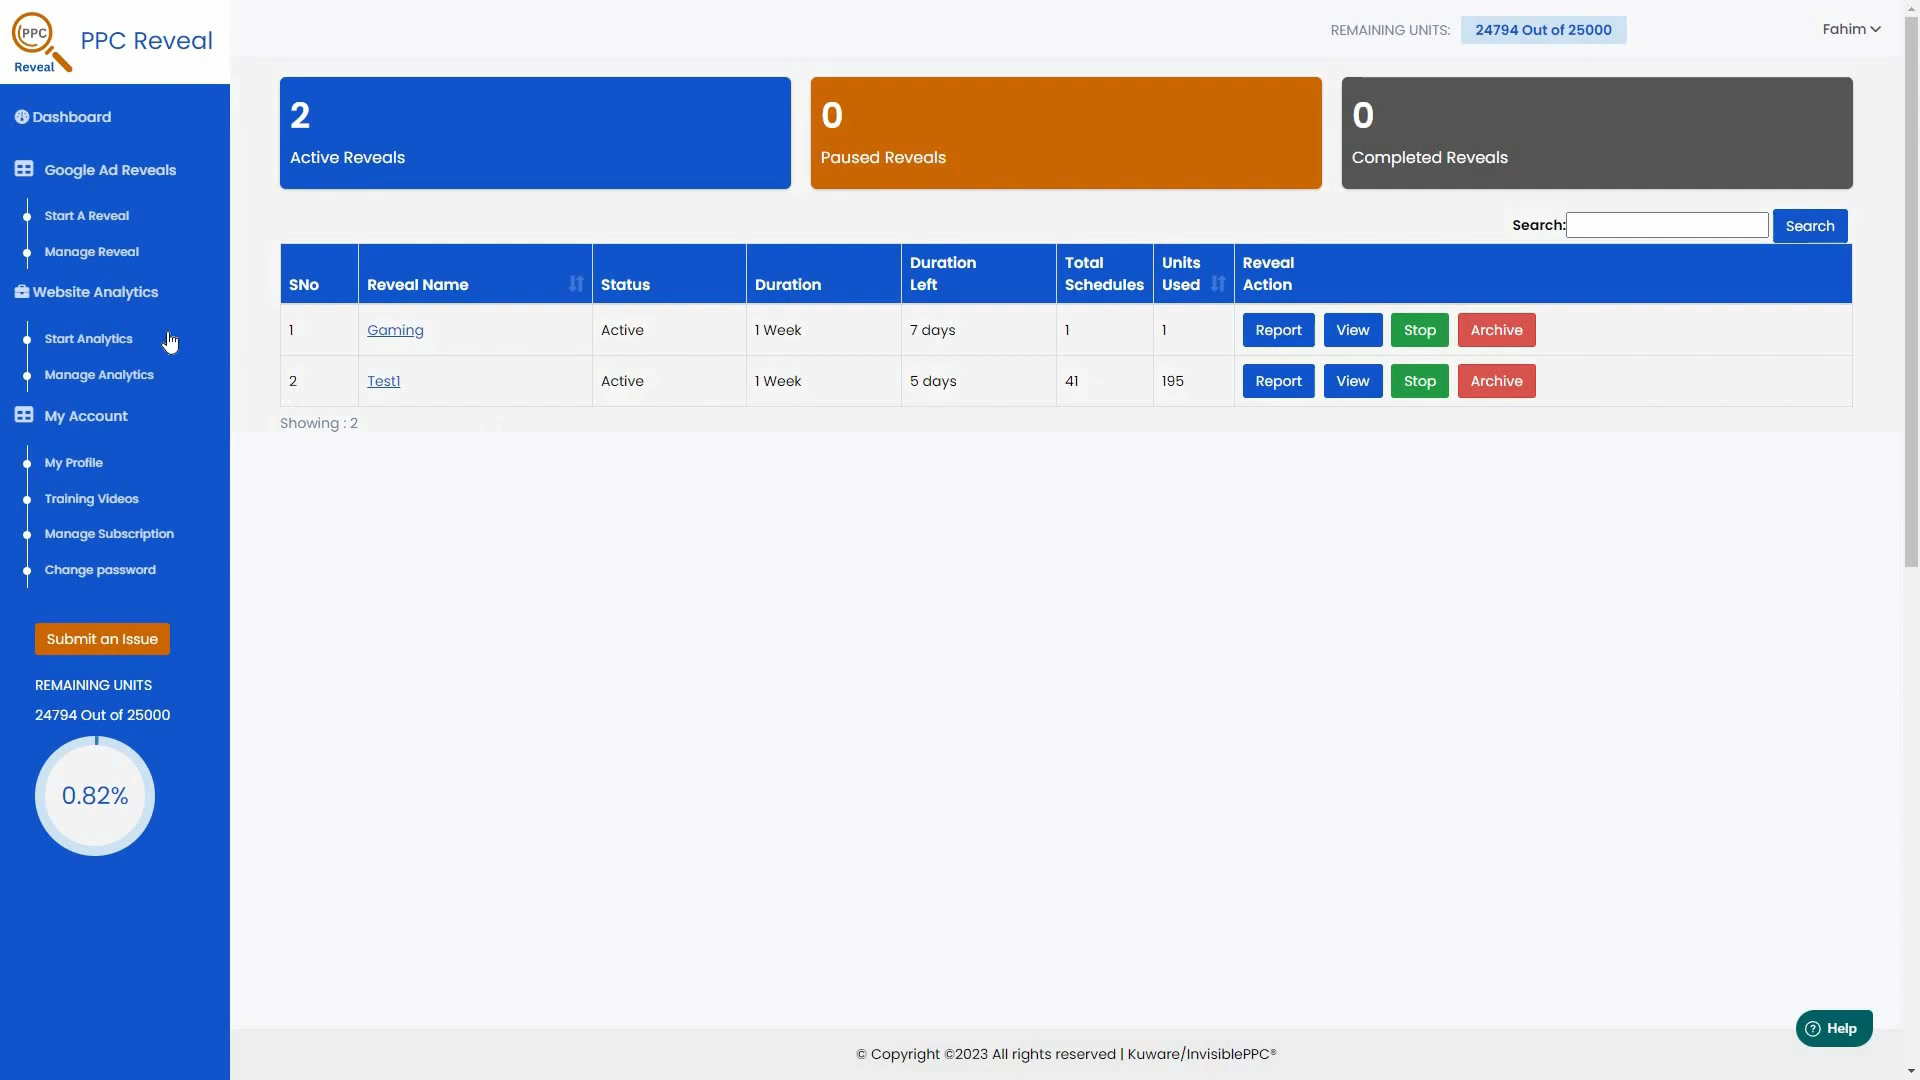 PPC
Reveal
PPC Reveal
REMAINING UNITS: 24794 Out of 25000
Fahim
Dashboard
Google Ad Reveals
Start A Reveal
Manage Reveal
Website Analytics
Start Analytics
Manage Analytics
My Account
My Profile
Training Videos
Manage Subscription
Change password
Submit an Issue
REMAINING UNITS
24794 Out of 25000
0.82%
2
Active Reveals
0
Paused Reveals
0
Completed Reveals
Search: Search
SNo Reveal Name Status Duration Duration Left Total Schedules Units Used Reveal Action
1 Gaming Active 1 Week 7 days 1 1 Report View Stop Archive
2 Test1 Active 1 Week 5 days 41 195 Report View Stop Archive
Showing : 2
? Help
© Copyright ©2023 All rights reserved | Kuware/InvisiblePPC®